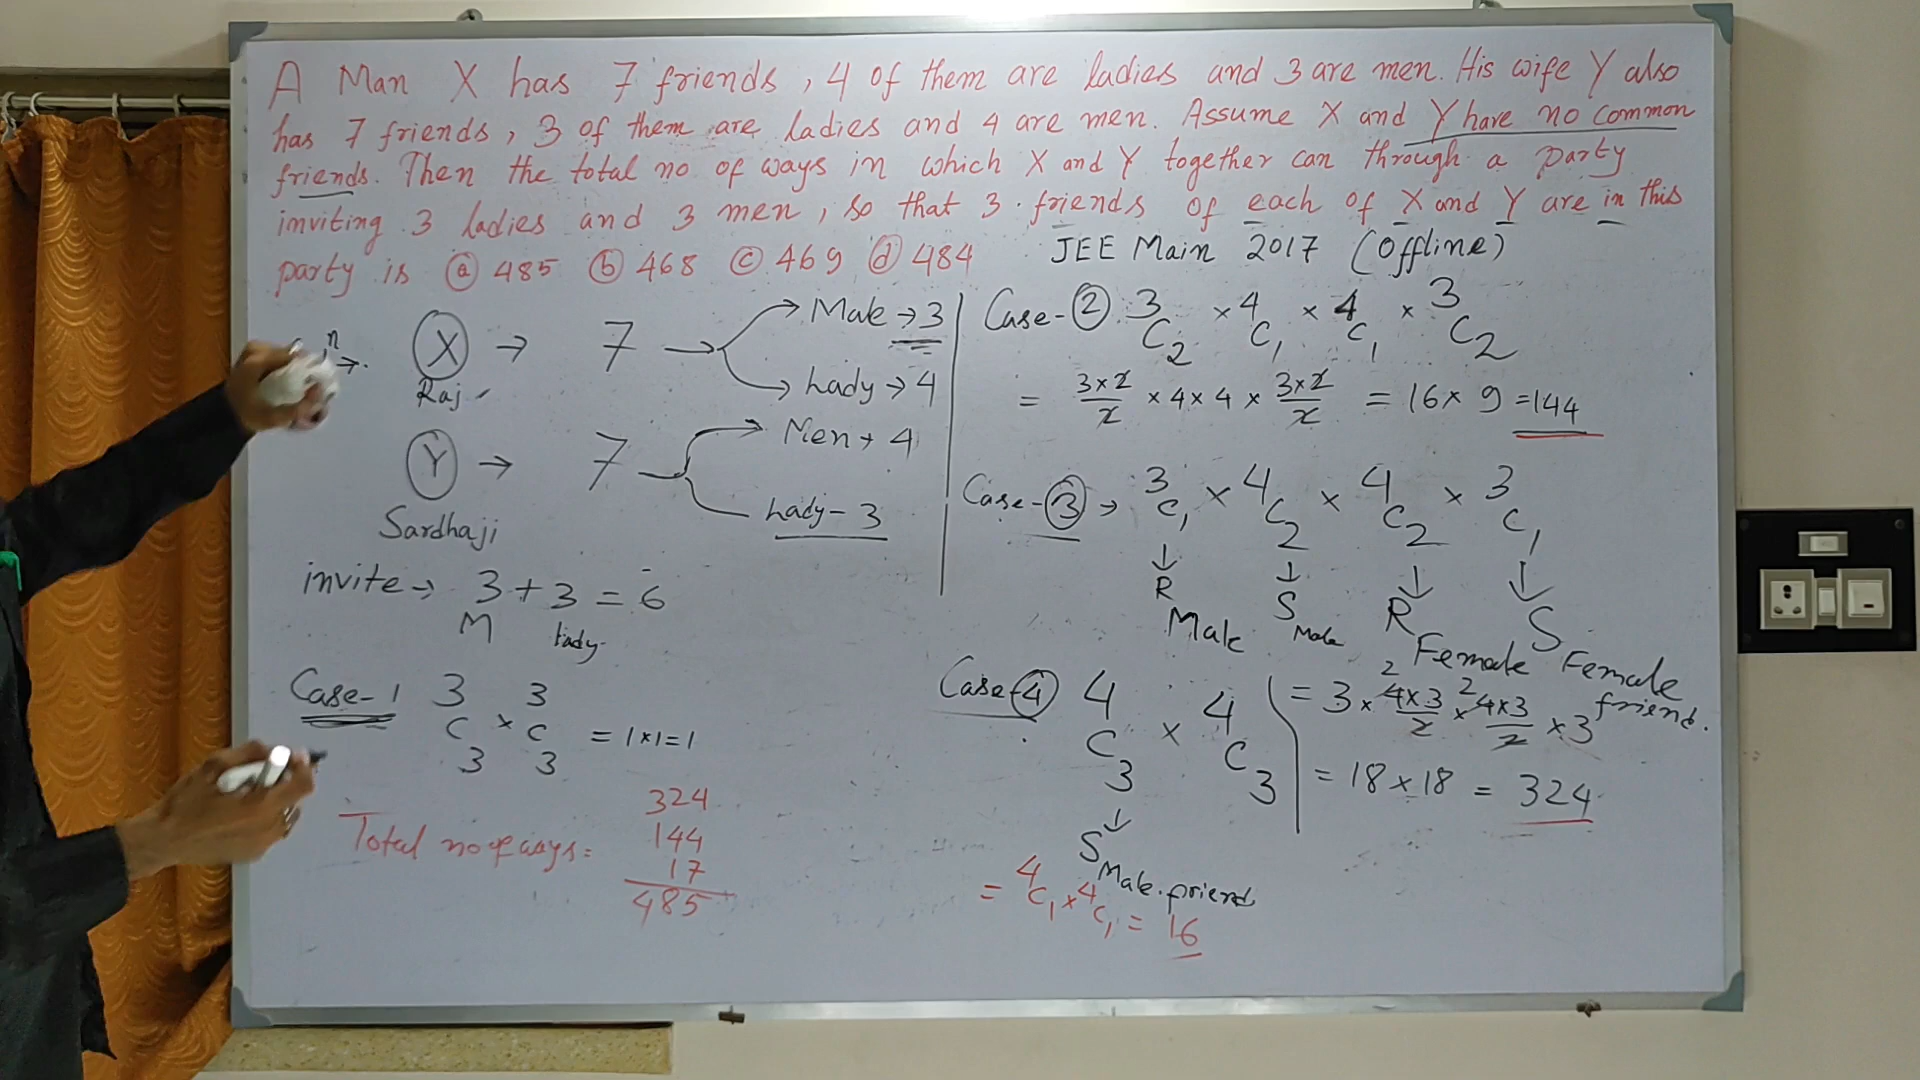 A Man X has 7 friends, 4 of them are ladies and 3 are men. His wife Y also
has 7 friends, 3 of them are ladies and 4 are men. Assume X and Y have no common
friends. Then the total no of ways in which X and Y together can through a party
inviting 3 ladies and 3 men, so that 3 friends of each of X and Y are in this
party is ⓐ 485 ⓑ 468 ⓒ 469 ⓓ 484 JEE Main 2017 (Offline)
n → X → 7 → Male → 3
Raj
Lady → 4
Y → 7 Men → 4
Lady - 3
Sardhaji
invite → 3 + 3 = 6
M Lady
Case-1 3C3 × 3C3 = 1×1=1
Total no of ways =
324
144
17
485
Case-② 3C2 × 4C1 × 4C1 × 3C2
= 3×2/2 × 4×4 × 3×2/2 = 16×9 =144
Case-③ → 3C1 × 4C2 × 4C2 × 3C1
↓ ↓ ↓ ↓
R S R S
Male Male Female Female
friend.
Case-④ 4C3 × 4C3
↓
S
Male friend
= 4C1 × 4C1 = 16
= 3 × 4×3/2 × 4×3/2 × 3
2 2
= 18×18 = 324